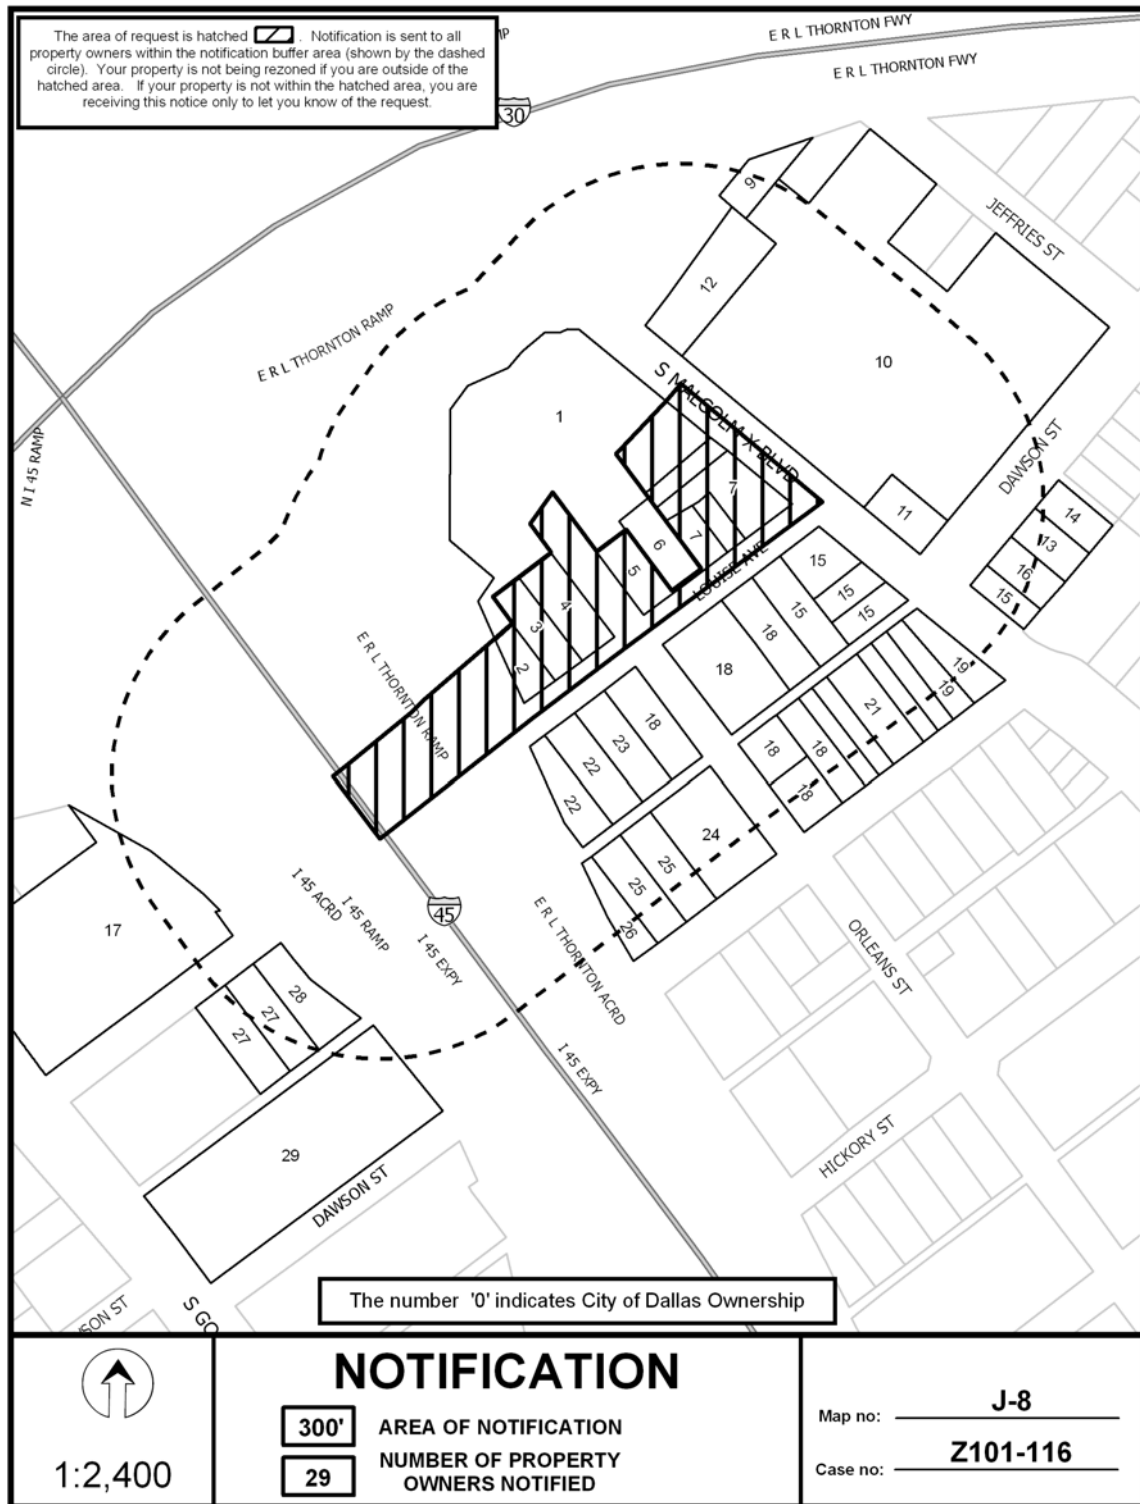 The area of request is hatched . Notification is sent to all
property owners within the notification buffer area (shown by the dashed
circle). Your property is not being rezoned if you are outside of the
hatched area. If your property is not within the hatched area, you are
receiving this notice only to let you know of the request.
E R L THORNTON FWY
E R L THORNTON FWY
30
JEFFRIES ST
9
12
10
E R L THORNTON RAMP
S MALCOLM X BLVD
1
N I 45 RAMP
DAWSON ST
7
11
14
13
16
15
6
7
5
LOUISE AVE
15
15
15
15
4
3
2
18
18
E R L THORNTON RAMP
19
19
21
18
18
18
18
23
22
22
24
25
25
26
17
I 45 ACRD
I 45 RAMP
45
I 45 EXPY
E R L THORNTON ACRD
ORLEANS ST
28
27
27
I 45 EXPY
HICKORY ST
29
DAWSON ST
SON ST
S GO
The number '0' indicates City of Dallas Ownership
1:2,400
NOTIFICATION
300' AREA OF NOTIFICATION
29 NUMBER OF PROPERTY
OWNERS NOTIFIED
Map no: J-8
Case no: Z101-116